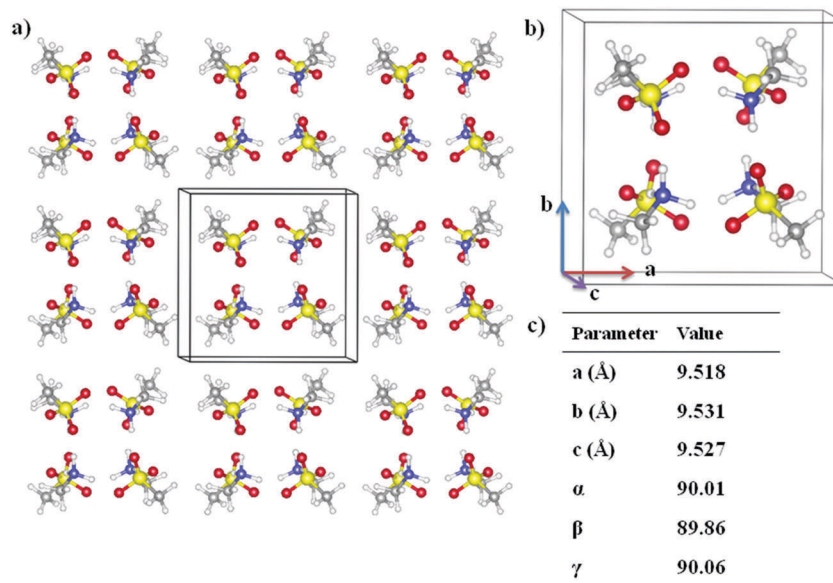 a)
b)
b
a
c
c)
Parameter Value
a (Å) 9.518
b (Å) 9.531
c (Å) 9.527
α 90.01
β 89.86
γ 90.06